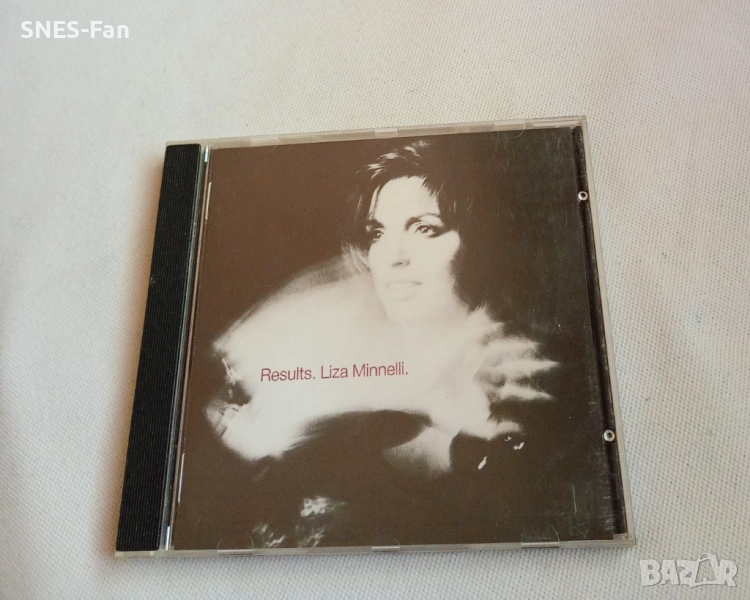 SNES-Fan
Results. Liza Minnelli.
BAZAR